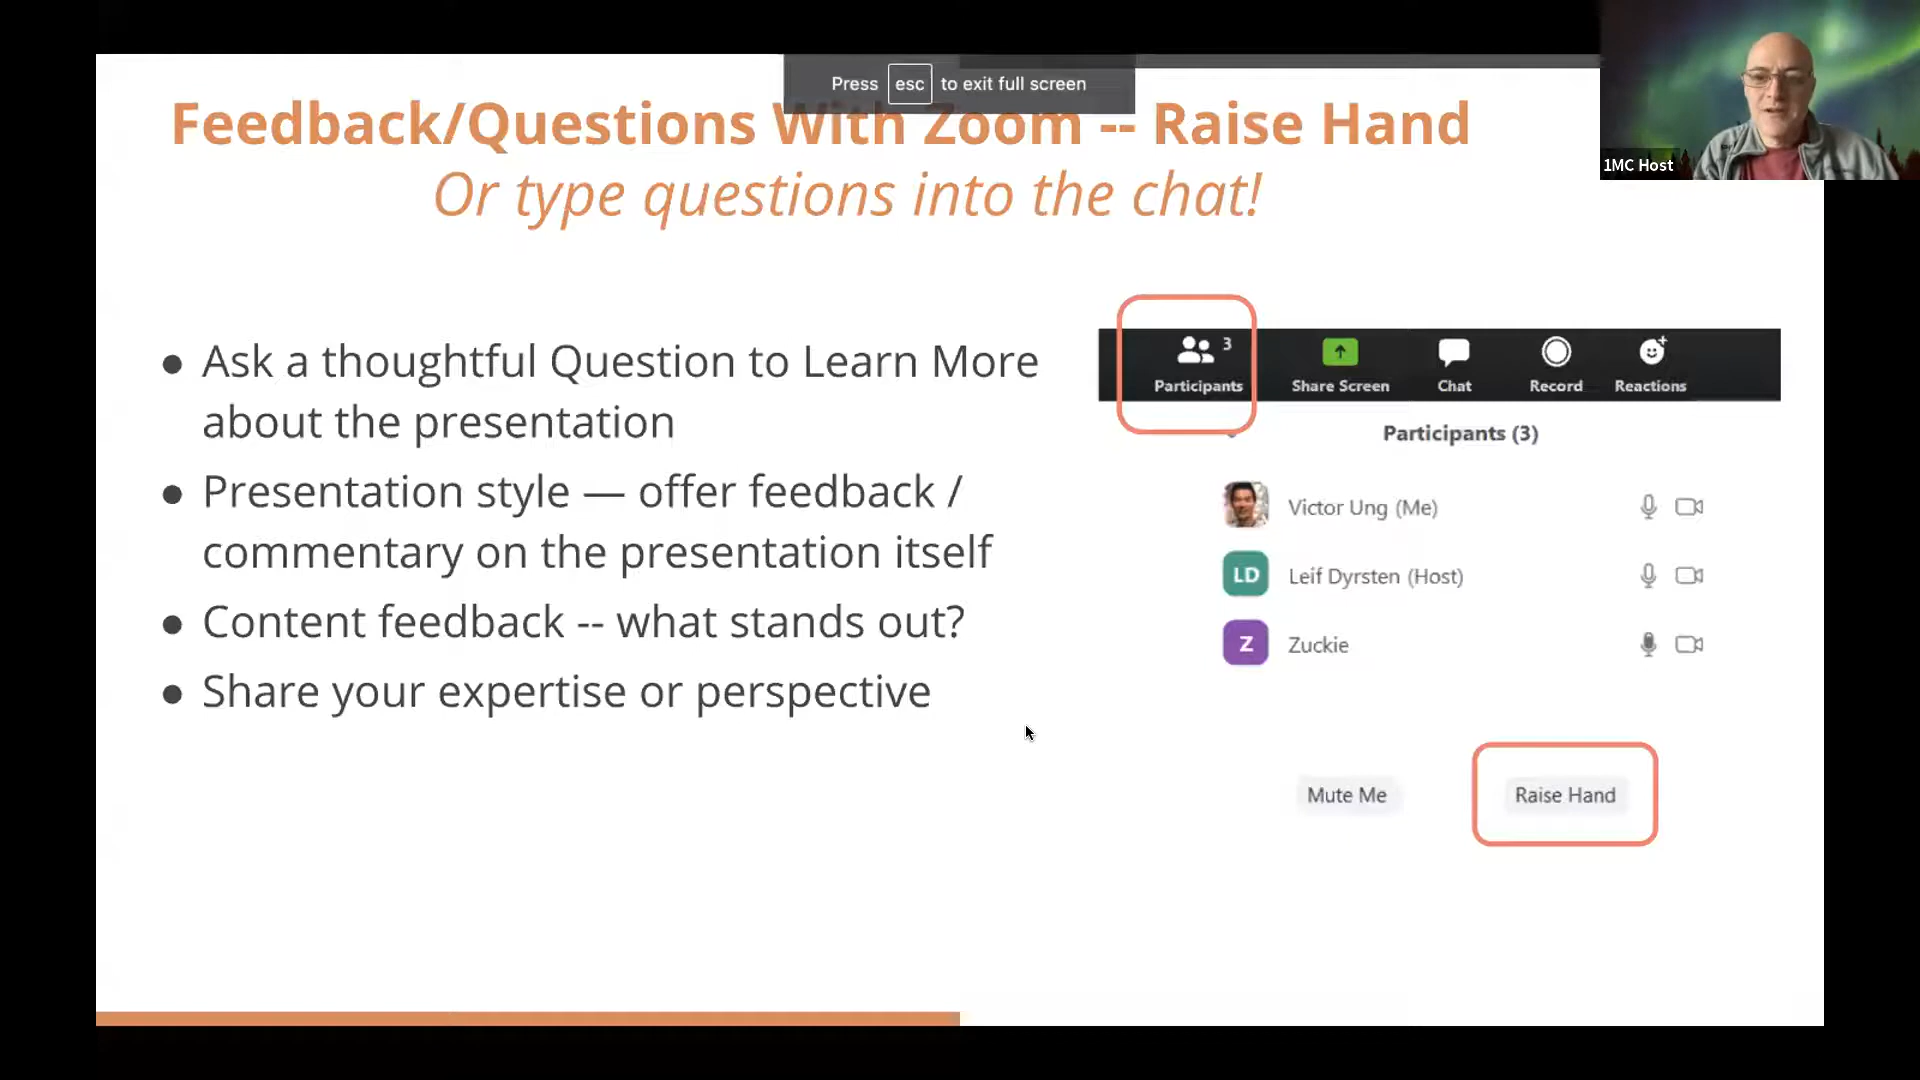 Press esc to exit full screen
Feedback/Questions With Zoom -- Raise Hand
Or type questions into the chat!
1MC Host
● Ask a thoughtful Question to Learn More
about the presentation
● Presentation style — offer feedback /
commentary on the presentation itself
● Content feedback -- what stands out?
● Share your expertise or perspective
3
Participants Share Screen Chat Record Reactions
Participants (3)
Victor Ung (Me)
LD Leif Dyrsten (Host)
Z Zuckie
Mute Me Raise Hand